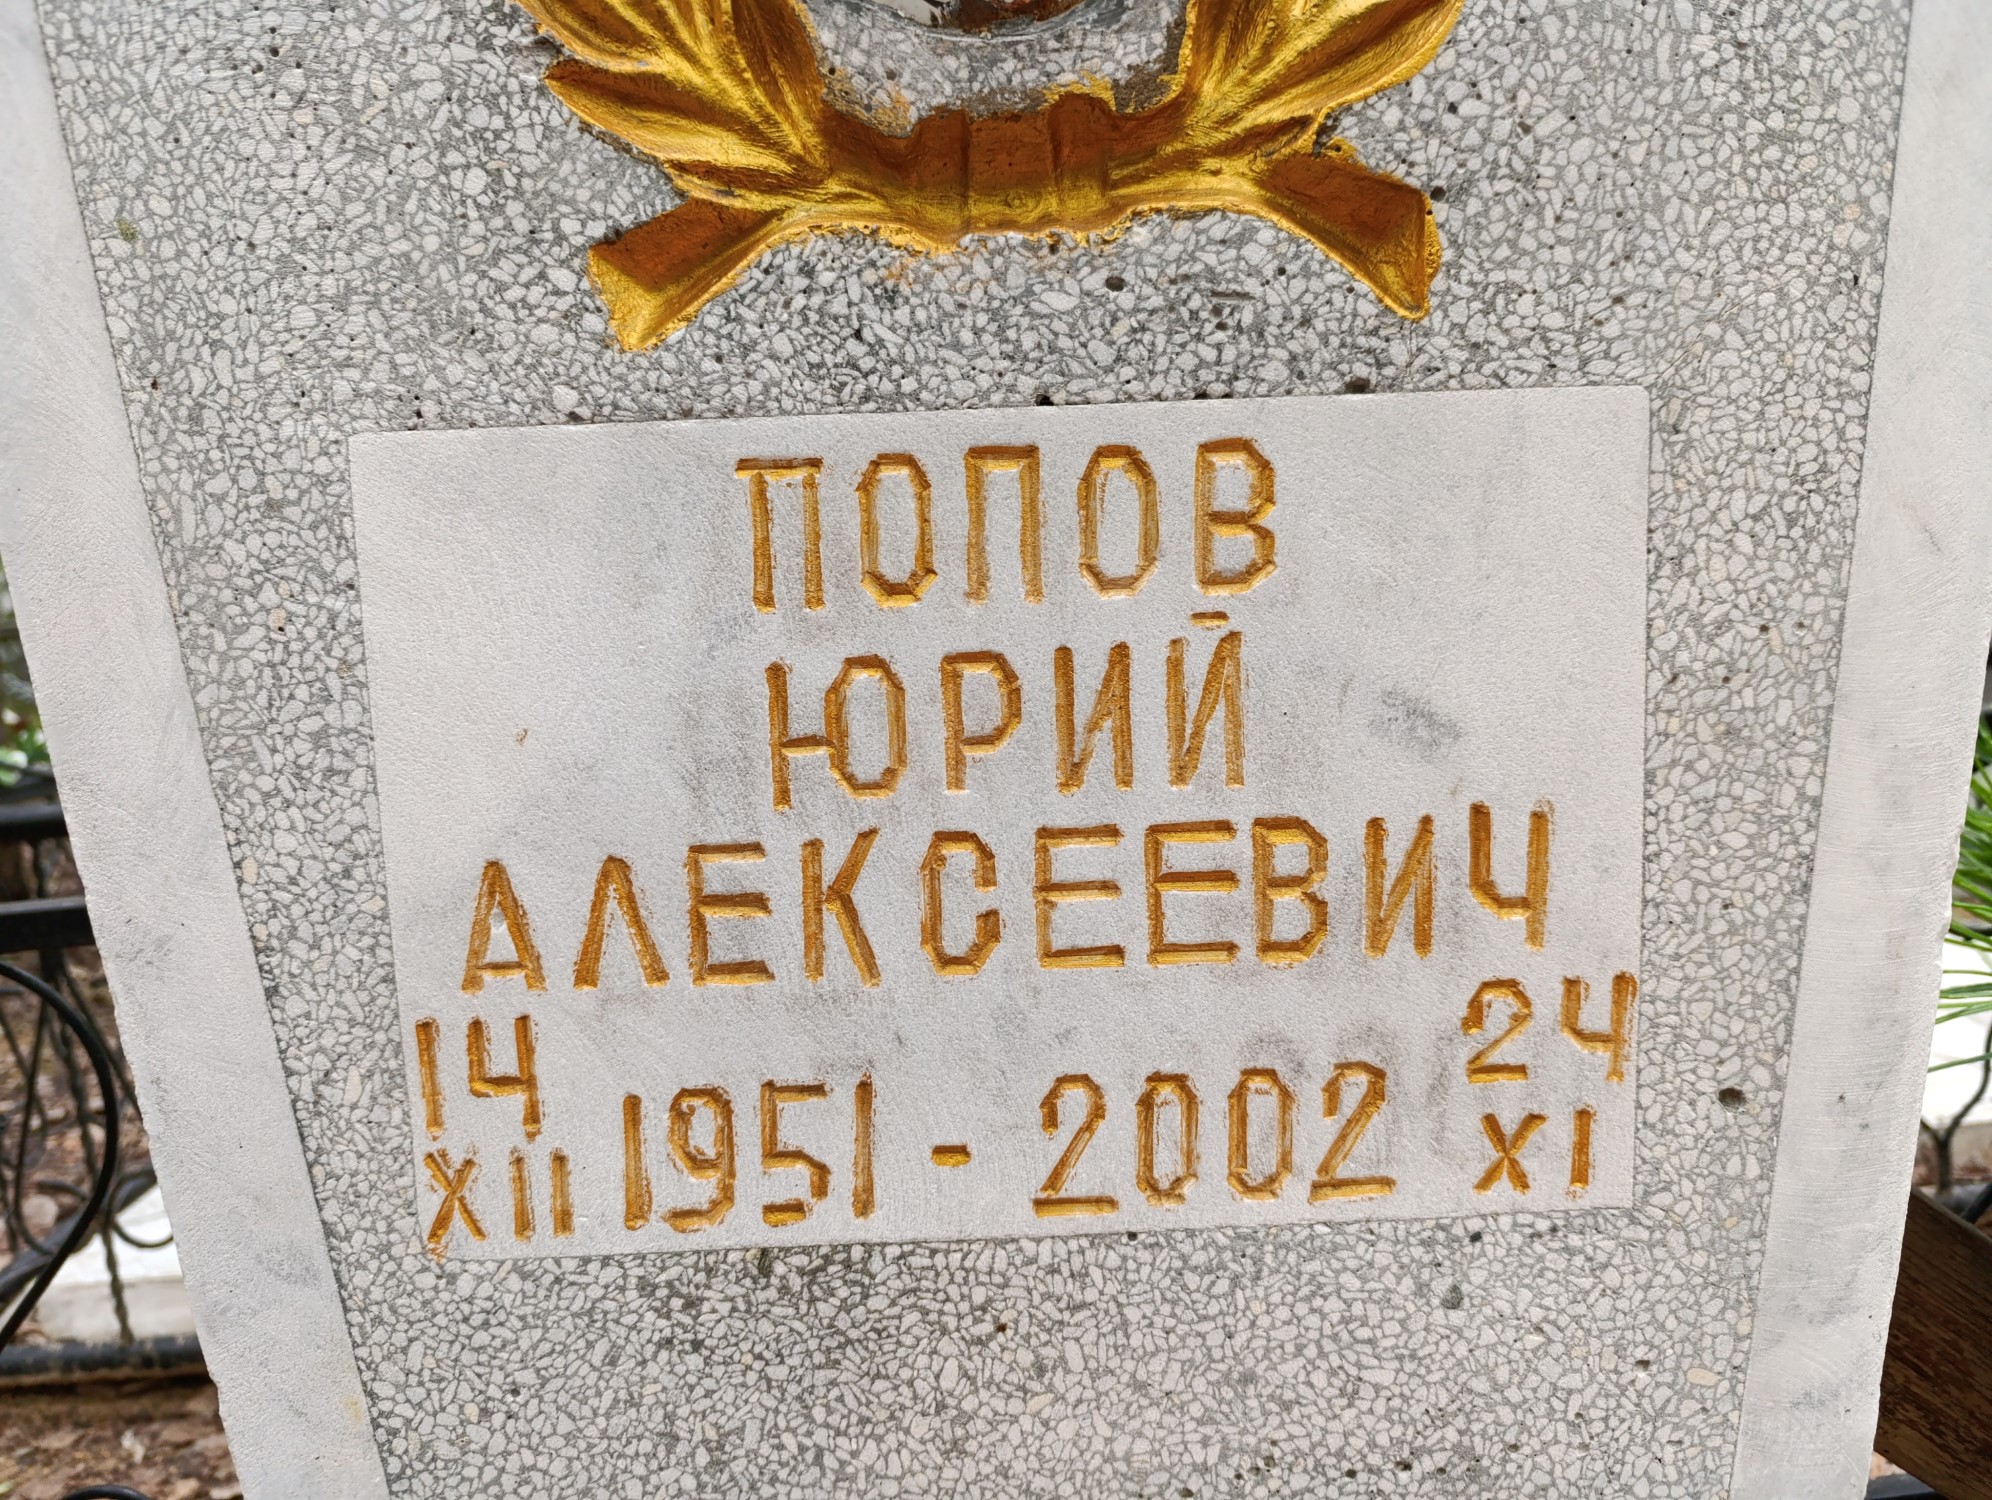 ПОПОВ
ЮРИЙ
АЛЕКСЕЕВИЧ
14 XII 1951 - 2002 24 XI